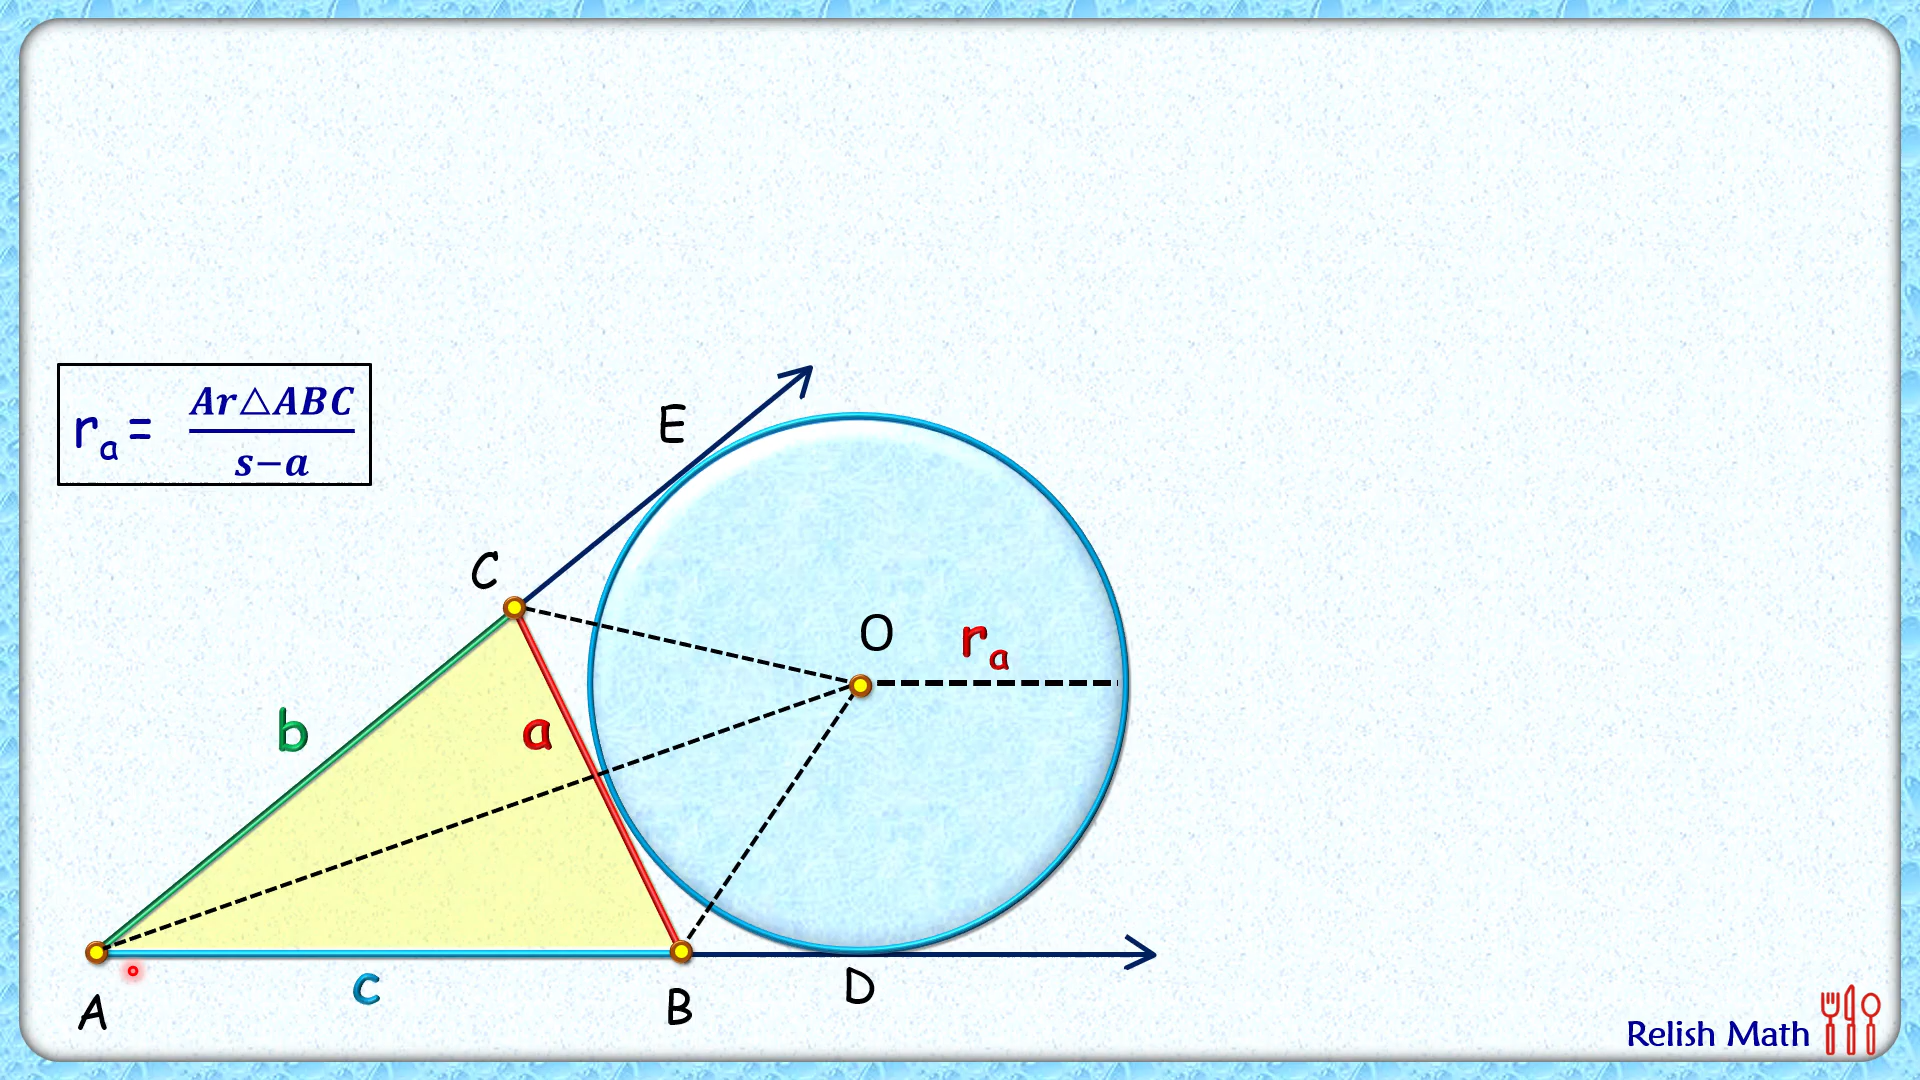 rₐ = Ar△ABC
s−a
E
C
O
rₐ
b
a
c
D
A
B
Relish Math